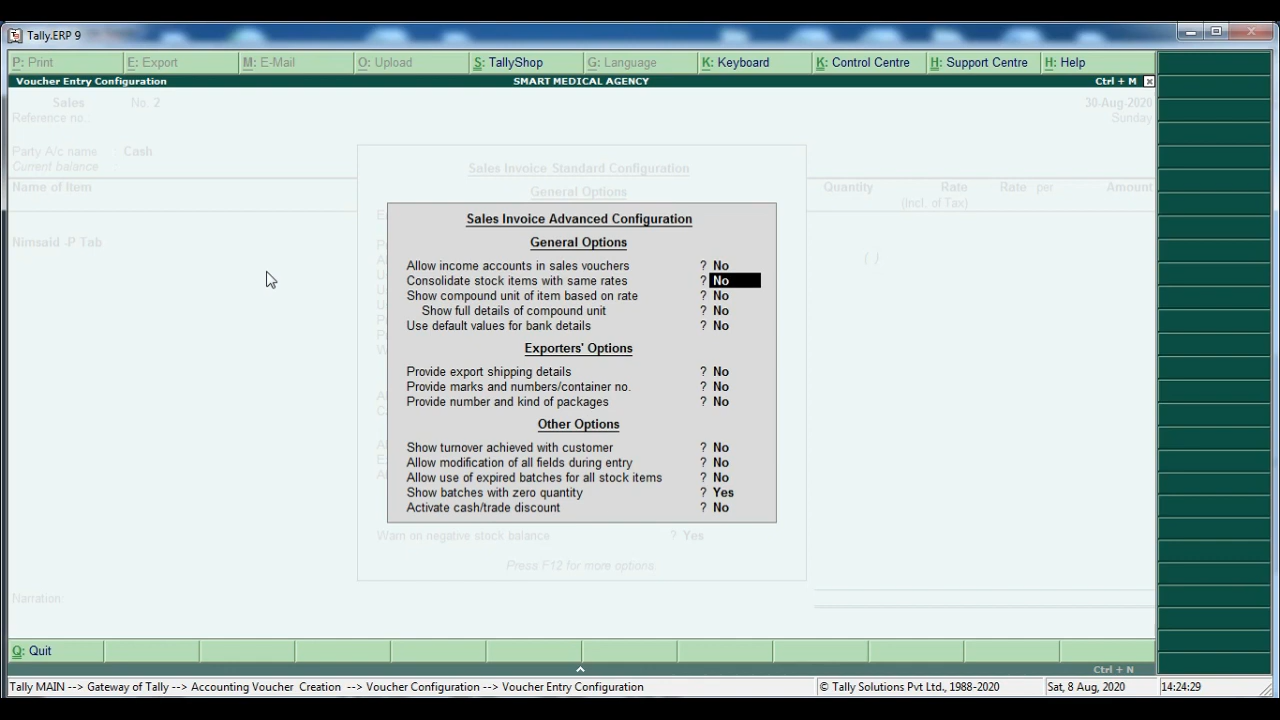 Tally.ERP 9
P: Print E: Export M: E-Mail O: Upload S: TallyShop G: Language K: Keyboard K: Control Centre H: Support Centre H: Help
Voucher Entry Configuration SMART MEDICAL AGENCY Ctrl + M
Sales No. 2 30-Aug-2020
Reference no.. Sunday
Party A/c name : Cash
Current balance
Name of Item Quantity Rate Rate per Amount
(Incl. of Tax)
Nimsaid -P Tab ( )
Sales Invoice Standard Configuration
General Options
Sales Invoice Advanced Configuration
General Options
Allow income accounts in sales vouchers ? No
Consolidate stock items with same rates ? No
Show compound unit of item based on rate ? No
Show full details of compound unit ? No
Use default values for bank details ? No
Exporters' Options
Provide export shipping details ? No
Provide marks and numbers/container no. ? No
Provide number and kind of packages ? No
Other Options
Show turnover achieved with customer ? No
Allow modification of all fields during entry ? No
Allow use of expired batches for all stock items ? No
Show batches with zero quantity ? Yes
Activate cash/trade discount ? No
Warn on negative stock balance ? Yes
Press F12 for more options.
Narration:
Q: Quit
Ctrl + N
Tally MAIN --> Gateway of Tally --> Accounting Voucher Creation --> Voucher Configuration --> Voucher Entry Configuration © Tally Solutions Pvt Ltd., 1988-2020 Sat, 8 Aug, 2020 14:24:29